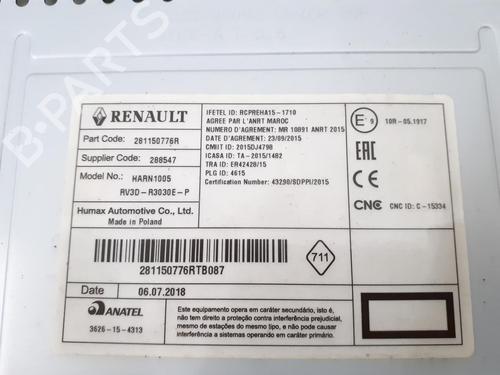 B-PARTS
RENAULT
Part Code: 281150776R
Supplier Code: 288547
Model No.: HARN1005
RV3D-R3030E-P
Humax Automotive Co., Ltd.
Made in Poland
IFETEL ID: RCPREHA15-1710
AGREE PAR L'ANRT MAROC
NUMERO D'AGREMENT: MR 10891 ANRT 2015
DATE D'AGREMENT: 23/09/2015
CMIIT ID: 2015DJ4798
ICASA ID: TA-2015/1482
TRA ID: ER42428/15
PLG ID: 4615
Certification Number: 43290/SDPPI/2015
E 9 10R-05.1917
EAC
CE
CNC CNC ID: C-15334
281150776RTB087
711
Date 06.07.2018
ANATEL
3626-15-4313
Este equipamento opera em caráter secundário, isto é,
não tem direito a proteção contra
interferência prejudicial,
mesmo de estações do mesmo tipo, e não pode causar
interferência a sistemas operando em caráter primário.